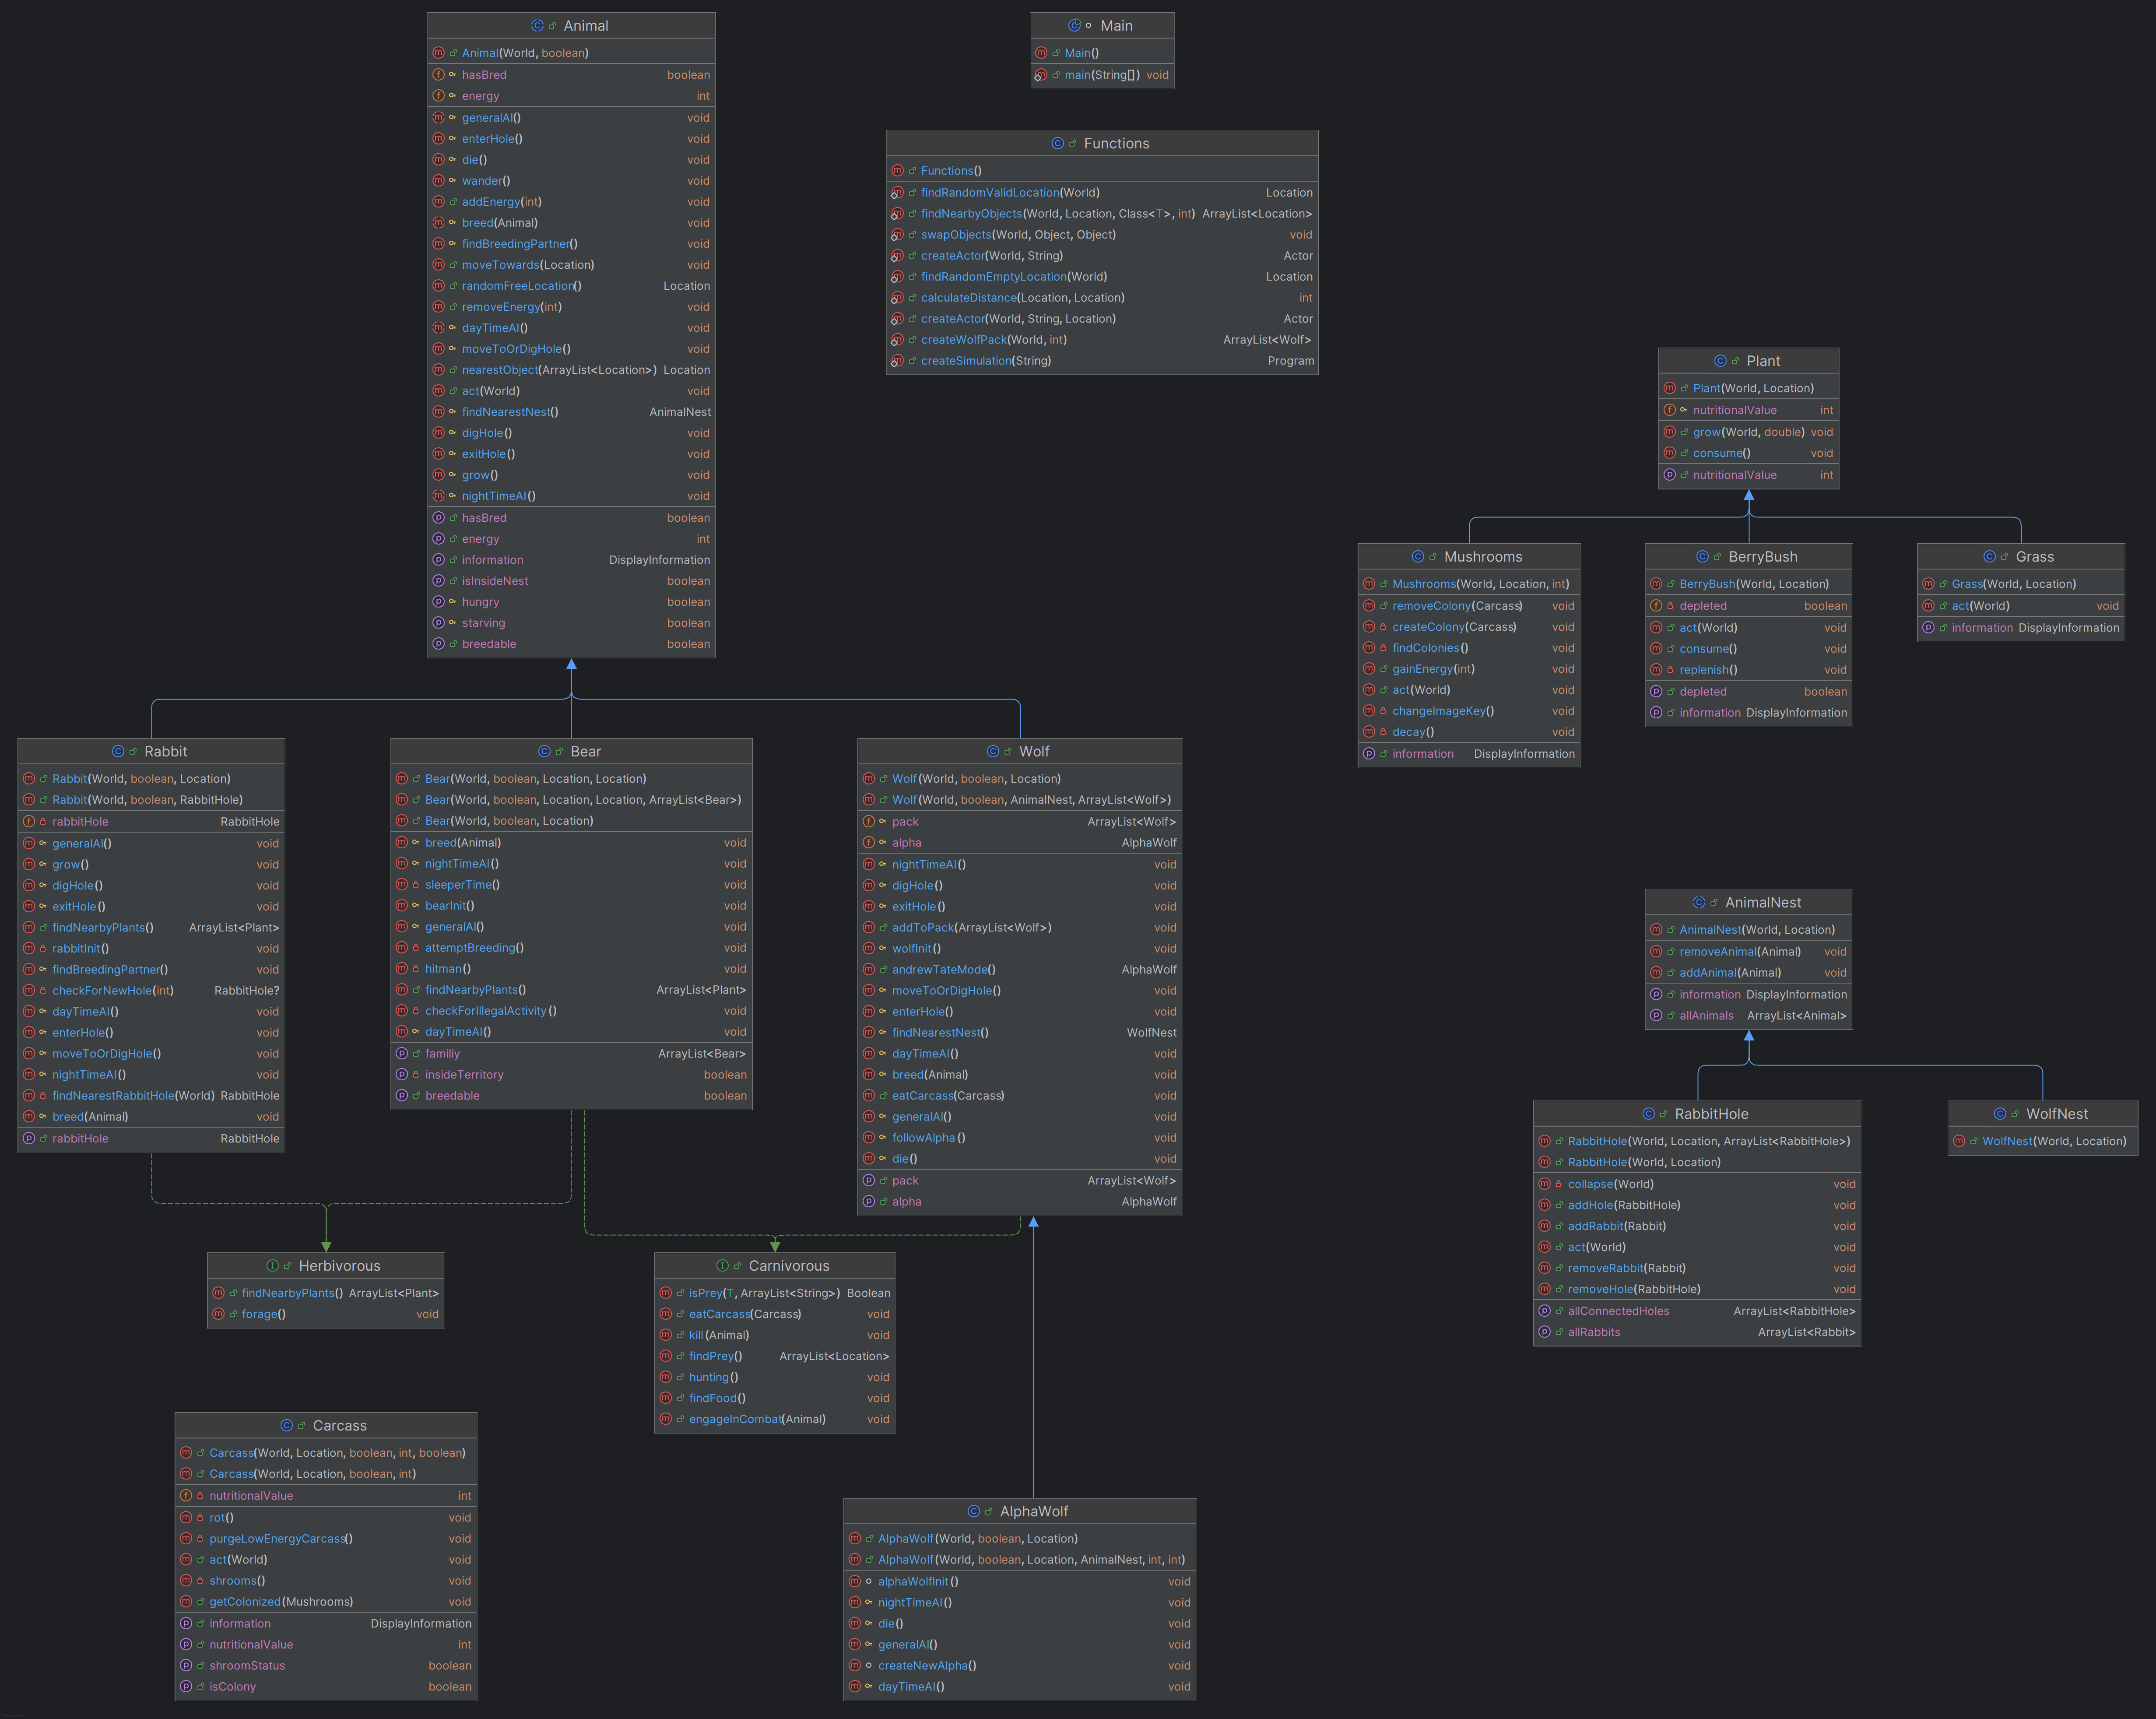 Animal
Animal(World, boolean)
hasBred boolean
energy int
generalAI() void
enterHole() void
die() void
wander() void
addEnergy(int) void
breed(Animal) void
findBreedingPartner() void
moveTowards(Location) void
randomFreeLocation() Location
removeEnergy(int) void
dayTimeAI() void
moveToOrDigHole() void
nearestObject(ArrayList<Location>) Location
act(World) void
findNearestNest() AnimalNest
digHole() void
exitHole() void
grow() void
nightTimeAI() void
hasBred boolean
energy int
information DisplayInformation
isInsideNest boolean
hungry boolean
starving boolean
breedable boolean
Main
Main()
main(String[]) void
Functions
Functions()
findRandomValidLocation(World) Location
findNearbyObjects(World, Location, Class<T>, int) ArrayList<Location>
swapObjects(World, Object, Object) void
createActor(World, String) Actor
findRandomEmptyLocation(World) Location
calculateDistance(Location, Location) int
createActor(World, String, Location) Actor
createWolfPack(World, int) ArrayList<Wolf>
createSimulation(String) Program
Plant
Plant(World, Location)
nutritionalValue int
grow(World, double) void
consume() void
nutritionalValue int
Mushrooms
Mushrooms(World, Location, int)
removeColony(Carcass) void
createColony(Carcass) void
findColonies() void
gainEnergy(int) void
act(World) void
changeImageKey() void
decay() void
information DisplayInformation
BerryBush
BerryBush(World, Location)
depleted boolean
act(World) void
consume() void
replenish() void
depleted boolean
information DisplayInformation
Grass
Grass(World, Location)
act(World) void
information DisplayInformation
Rabbit
Rabbit(World, boolean, Location)
Rabbit(World, boolean, RabbitHole)
rabbitHole RabbitHole
generalAI() void
grow() void
digHole() void
exitHole() void
findNearbyPlants() ArrayList<Plant>
rabbitInit() void
findBreedingPartner() void
checkForNewHole(int) RabbitHole?
dayTimeAI() void
enterHole() void
moveToOrDigHole() void
nightTimeAI() void
findNearestRabbitHole(World) RabbitHole
breed(Animal) void
rabbitHole RabbitHole
Bear
Bear(World, boolean, Location, Location)
Bear(World, boolean, Location, Location, ArrayList<Bear>)
Bear(World, boolean, Location)
breed(Animal) void
nightTimeAI() void
sleeperTime() void
bearInit() void
generalAI() void
attemptBreeding() void
hitman() void
findNearbyPlants() ArrayList<Plant>
checkForIllegalActivity() void
dayTimeAI() void
familiy ArrayList<Bear>
insideTerritory boolean
breedable boolean
Wolf
Wolf(World, boolean, Location)
Wolf(World, boolean, AnimalNest, ArrayList<Wolf>)
pack ArrayList<Wolf>
alpha AlphaWolf
nightTimeAI() void
digHole() void
exitHole() void
addToPack(ArrayList<Wolf>) void
wolfInit() void
andrewTateMode() AlphaWolf
moveToOrDigHole() void
enterHole() void
findNearestNest() WolfNest
dayTimeAI() void
breed(Animal) void
eatCarcass(Carcass) void
generalAI() void
followAlpha() void
die() void
pack ArrayList<Wolf>
alpha AlphaWolf
AnimalNest
AnimalNest(World, Location)
removeAnimal(Animal) void
addAnimal(Animal) void
information DisplayInformation
allAnimals ArrayList<Animal>
RabbitHole
RabbitHole(World, Location, ArrayList<RabbitHole>)
RabbitHole(World, Location)
collapse(World) void
addHole(RabbitHole) void
addRabbit(Rabbit) void
act(World) void
removeRabbit(Rabbit) void
removeHole(RabbitHole) void
allConnectedHoles ArrayList<RabbitHole>
allRabbits ArrayList<Rabbit>
WolfNest
WolfNest(World, Location)
Herbivorous
findNearbyPlants() ArrayList<Plant>
forage() void
Carnivorous
isPrey(T, ArrayList<String>) Boolean
eatCarcass(Carcass) void
kill(Animal) void
findPrey() ArrayList<Location>
hunting() void
findFood() void
engageInCombat(Animal) void
Carcass
Carcass(World, Location, boolean, int, boolean)
Carcass(World, Location, boolean, int)
nutritionalValue int
rot() void
purgeLowEnergyCarcass() void
act(World) void
shrooms() void
getColonized(Mushrooms) void
information DisplayInformation
nutritionalValue int
shroomStatus boolean
isColony boolean
AlphaWolf
AlphaWolf(World, boolean, Location)
AlphaWolf(World, boolean, Location, AnimalNest, int, int)
alphaWolfInit() void
nightTimeAI() void
die() void
generalAI() void
createNewAlpha() void
dayTimeAI() void